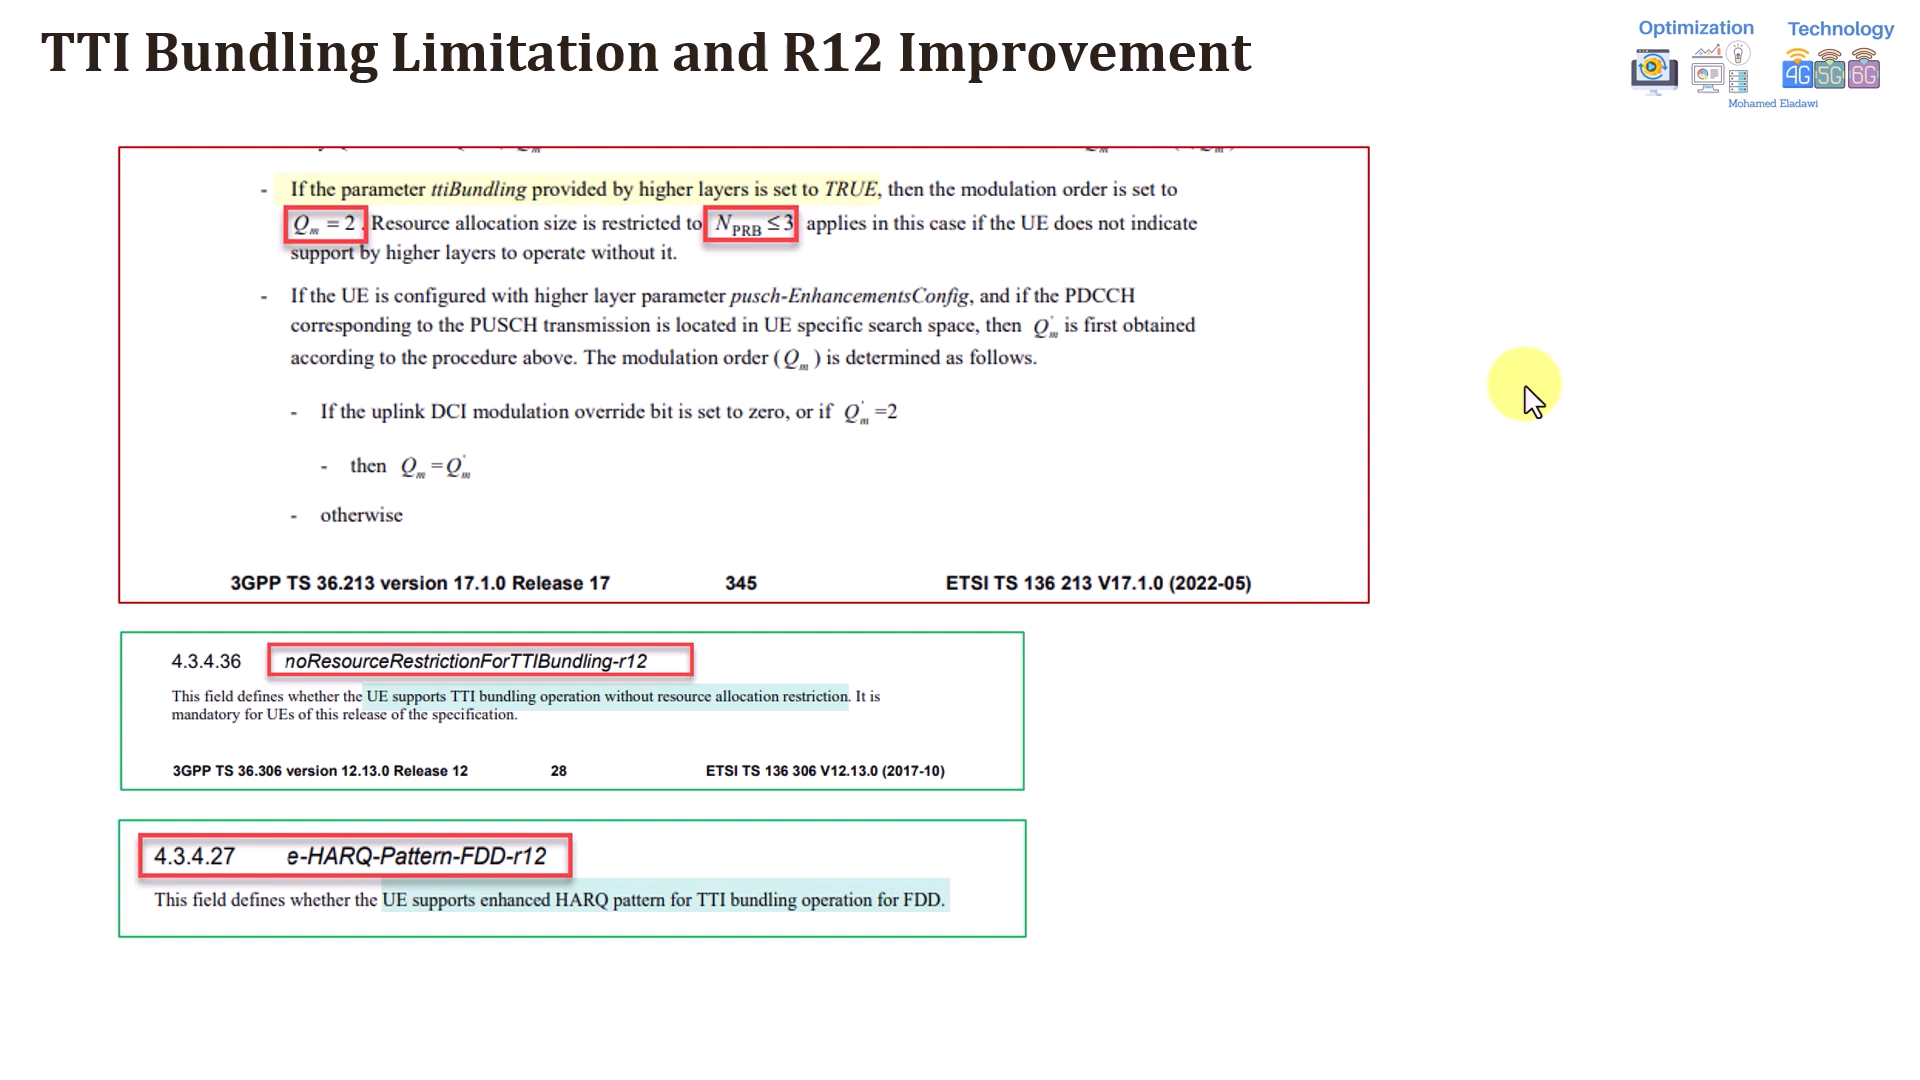 TTI Bundling Limitation and R12 Improvement
Optimization
Technology
4G 5G 6G
Mohamed Eladawi
- If the parameter ttiBundling provided by higher layers is set to TRUE, then the modulation order is set to
Qm = 2. Resource allocation size is restricted to NPRB ≤ 3 applies in this case if the UE does not indicate
support by higher layers to operate without it.
- If the UE is configured with higher layer parameter pusch-EnhancementsConfig, and if the PDCCH
corresponding to the PUSCH transmission is located in UE specific search space, then Q'm is first obtained
according to the procedure above. The modulation order (Qm) is determined as follows.
- If the uplink DCI modulation override bit is set to zero, or if Q'm =2
- then Qm = Q'm
- otherwise
3GPP TS 36.213 version 17.1.0 Release 17 345 ETSI TS 136 213 V17.1.0 (2022-05)
4.3.4.36 noResourceRestrictionForTTIBundling-r12
This field defines whether the UE supports TTI bundling operation without resource allocation restriction. It is
mandatory for UEs of this release of the specification.
3GPP TS 36.306 version 12.13.0 Release 12 28 ETSI TS 136 306 V12.13.0 (2017-10)
4.3.4.27 e-HARQ-Pattern-FDD-r12
This field defines whether the UE supports enhanced HARQ pattern for TTI bundling operation for FDD.